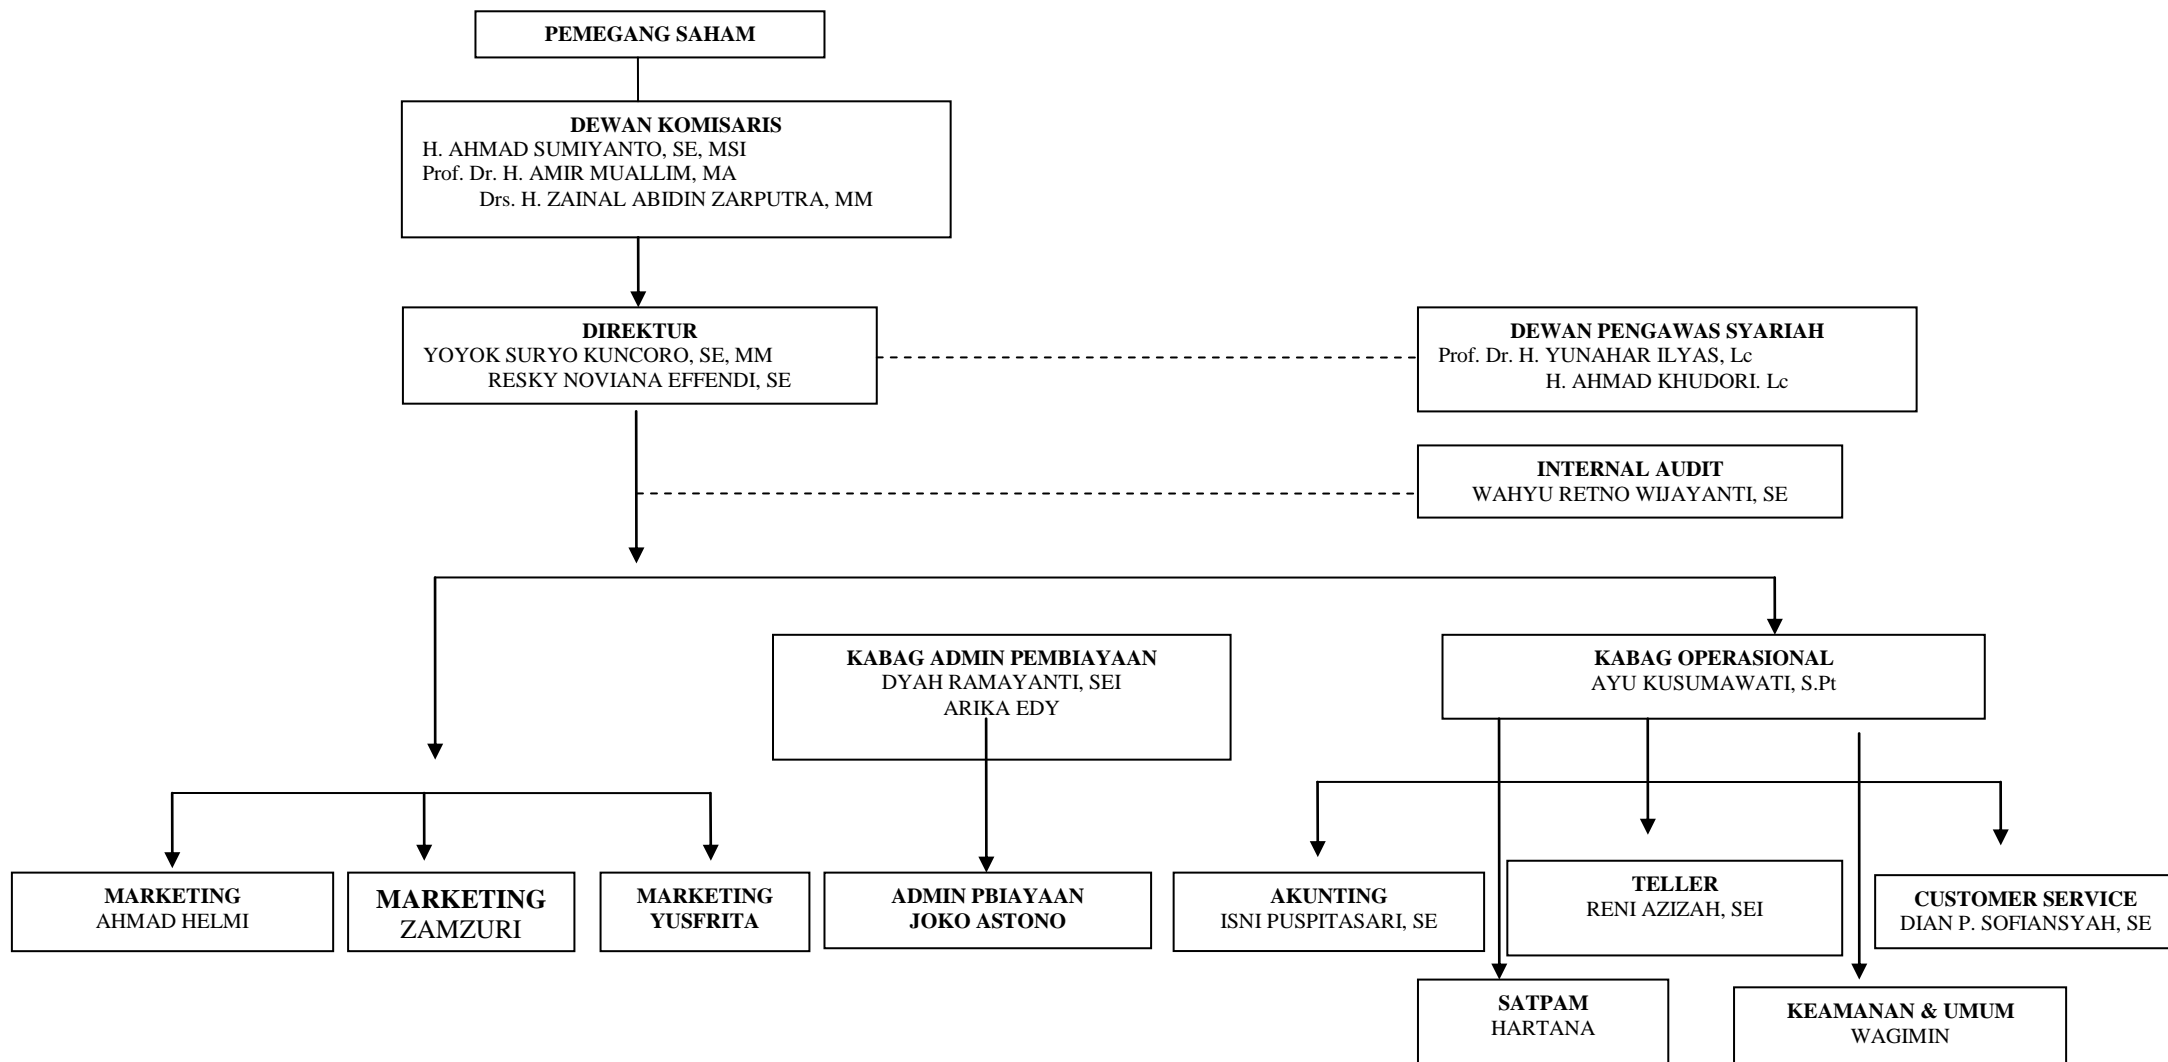 PEMEGANG SAHAM
DEWAN KOMISARIS
H. AHMAD SUMIYANTO, SE, MSI
Prof. Dr. H. AMIR MUALLIM, MA
Drs. H. ZAINAL ABIDIN ZARPUTRA, MM
DIREKTUR
YOYOK SURYO KUNCORO, SE, MM
RESKY NOVIANA EFFENDI, SE
DEWAN PENGAWAS SYARIAH
Prof. Dr. H. YUNAHAR ILYAS, Lc
H. AHMAD KHUDORI. Lc
INTERNAL AUDIT
WAHYU RETNO WIJAYANTI, SE
KABAG ADMIN PEMBIAYAAN
DYAH RAMAYANTI, SEI
ARIKA EDY
KABAG OPERASIONAL
AYU KUSUMAWATI, S.Pt
MARKETING
AHMAD HELMI
MARKETING
ZAMZURI
MARKETING
YUSFRITA
ADMIN PBIAYAAN
JOKO ASTONO
AKUNTING
ISNI PUSPITASARI, SE
TELLER
RENI AZIZAH, SEI
CUSTOMER SERVICE
DIAN P. SOFIANSYAH, SE
SATPAM
HARTANA
KEAMANAN & UMUM
WAGIMIN